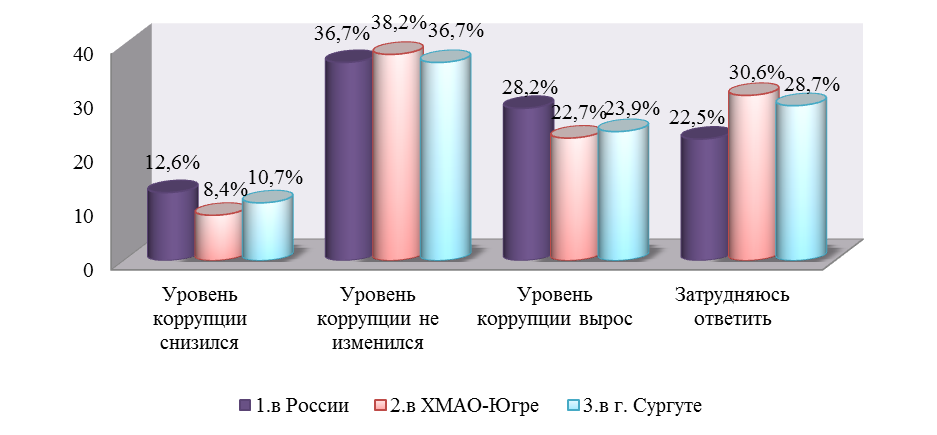 36,7%
38,2%
36,7%
40
30
20
10
0
28,2%
22,7%
23,9%
30,6%
28,7%
22,5%
12,6%
8,4%
10,7%
Уровень
коррупции
снизился
Уровень
коррупции не
изменился
Уровень
коррупции вырос
Затрудняюсь
ответить
1.в России
2.в ХМАО-Югре
3.в г. Сургуте